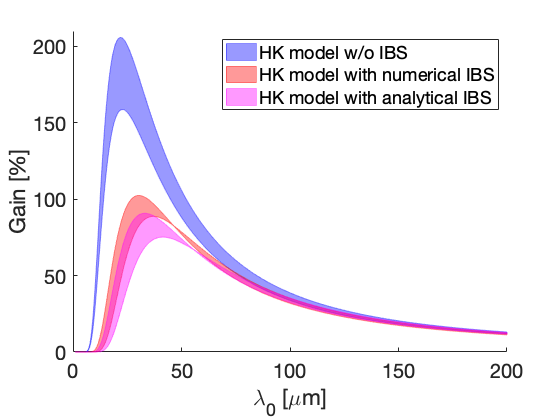 HK model w/o IBS
HK model with numerical IBS
HK model with analytical IBS
Gain [%]
200
150
100
50
0
0 50 100 150 200
λ₀ [μm]